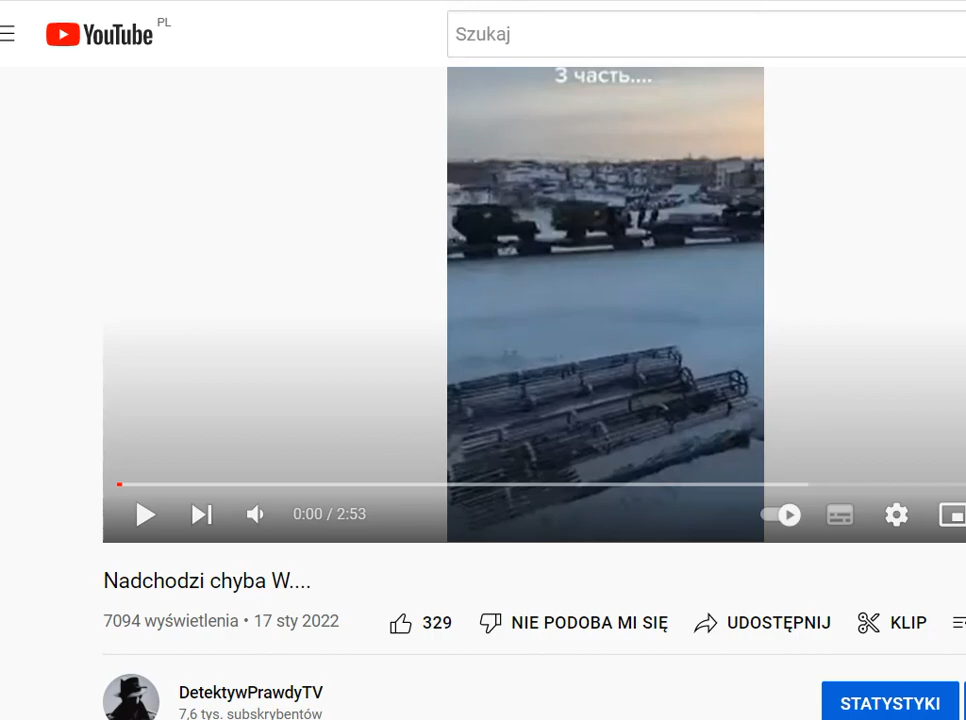 YouTube PL
Szukaj
3 часть....
0:00 / 2:53
Nadchodzi chyba W....
7094 wyświetlenia • 17 sty 2022
329 NIE PODOBA MI SIĘ UDOSTĘPNIJ KLIP
DetektywPrawdyTV
7,6 tys. subskrybentów
STATYSTYKI